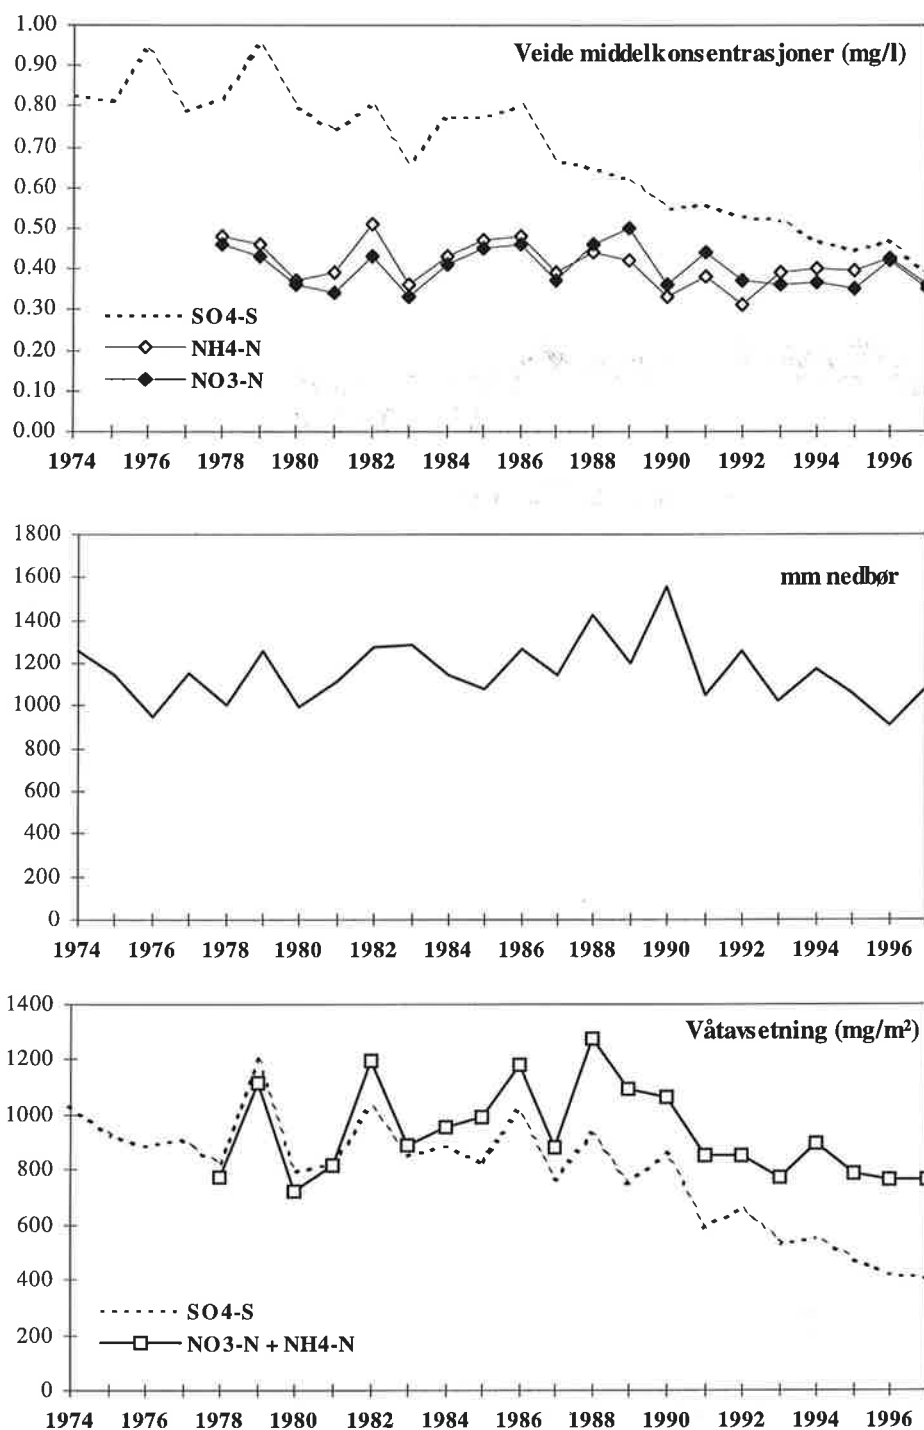 Veide middelkonsentrasjoner (mg/l)
1.00
0.90
0.80
0.70
0.60
0.50
0.40
0.30
0.20
0.10
0.00
SO4-S
NH4-N
NO3-N
1974 1976 1978 1980 1982 1984 1986 1988 1990 1992 1994 1996
mm nedbør
1800
1600
1400
1200
1000
800
600
400
200
0
1974 1976 1978 1980 1982 1984 1986 1988 1990 1992 1994 1996
Våtavsetning (mg/m²)
1400
1200
1000
800
600
400
200
0
SO4-S
NO3-N + NH4-N
1974 1976 1978 1980 1982 1984 1986 1988 1990 1992 1994 1996